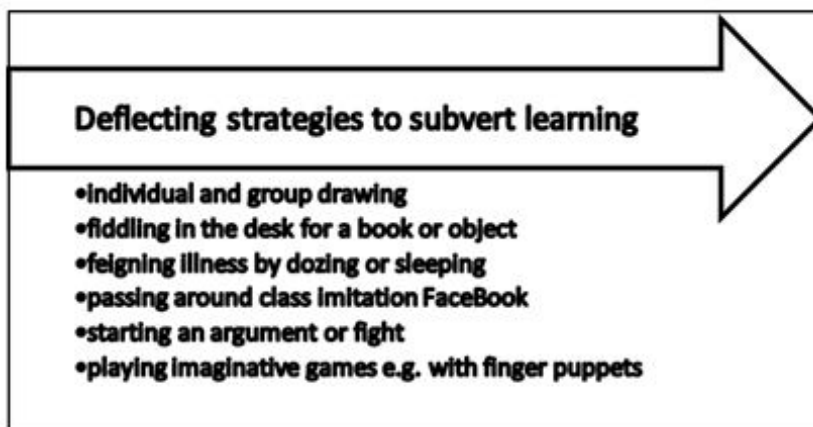 Deflecting strategies to subvert learning
•individual and group drawing
•fiddling in the desk for a book or object
•feigning illness by dozing or sleeping
•passing around class imitation FaceBook
•starting an argument or fight
•playing imaginative games e.g. with finger puppets